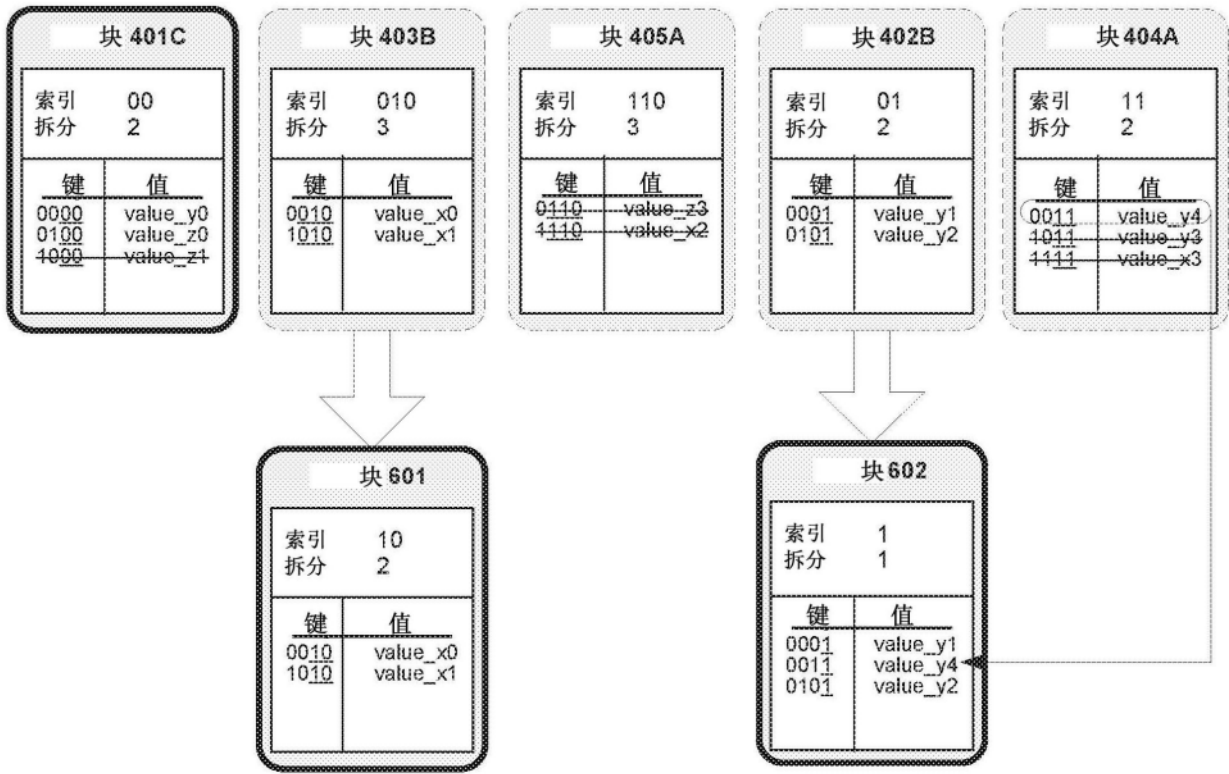 块 401C
索引 00
拆分 2
键 值
0000 value_y0
0100 value_z0
1000 value_z1
块 403B
索引 010
拆分 3
键 值
0010 value_x0
1010 value_x1
块 405A
索引 110
拆分 3
键 值
0110 value_z3
1110 value_x2
块 402B
索引 01
拆分 2
键 值
0001 value_y1
0101 value_y2
块 404A
索引 11
拆分 2
键 值
0011 value_y4
1011 value_y3
1111 value_x3
块 601
索引 10
拆分 2
键 值
0010 value_x0
1010 value_x1
块 602
索引 1
拆分 1
键 值
0001 value_y1
0011 value_y4
0101 value_y2